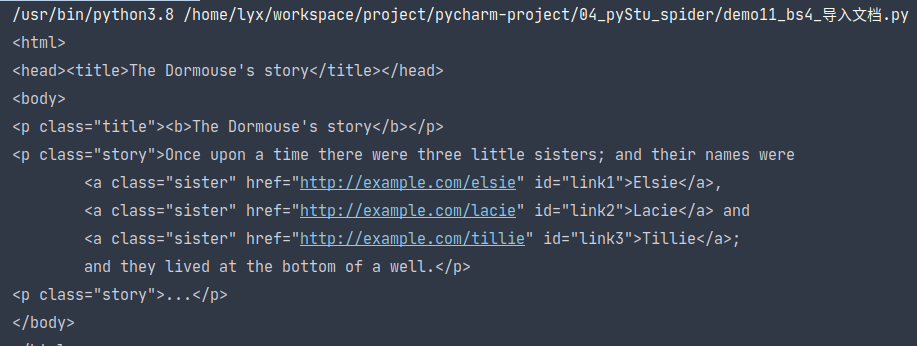 /usr/bin/python3.8 /home/lyx/workspace/project/pycharm-project/04_pyStu_spider/demo11_bs4_导入文档.py
<html>
<head><title>The Dormouse's story</title></head>
<body>
<p class="title"><b>The Dormouse's story</b></p>
<p class="story">Once upon a time there were three little sisters; and their names were
        <a class="sister" href="http://example.com/elsie" id="link1">Elsie</a>,
        <a class="sister" href="http://example.com/lacie" id="link2">Lacie</a> and
        <a class="sister" href="http://example.com/tillie" id="link3">Tillie</a>;
        and they lived at the bottom of a well.</p>
<p class="story">...</p>
</body>